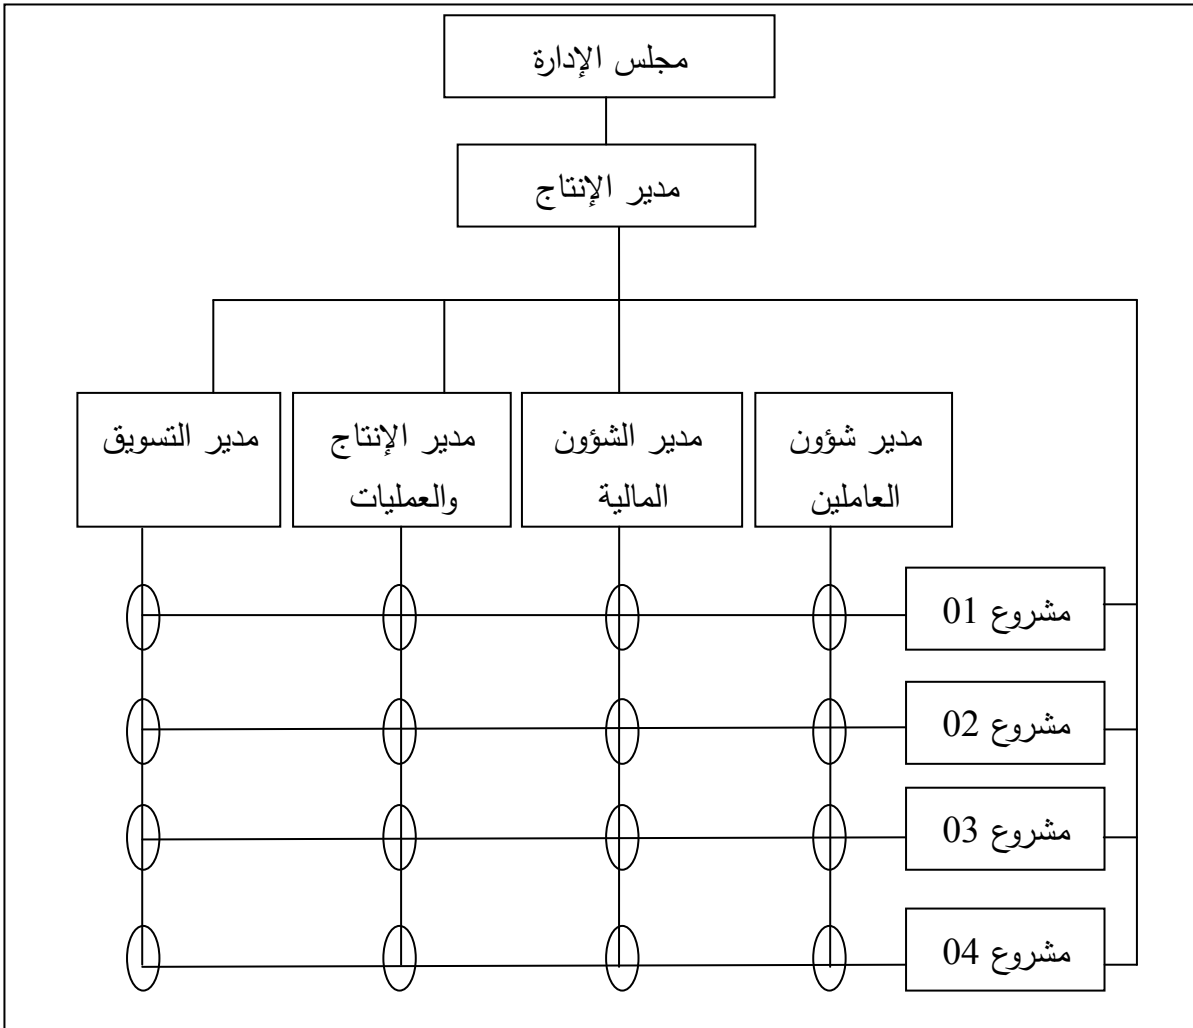 مجلس الإدارة
مدير الإنتاج
مدير شؤون
العاملين
مدير الشؤون
المالية
مدير الإنتاج
والعمليات
مدير التسويق
مشروع 01
مشروع 02
مشروع 03
مشروع 04